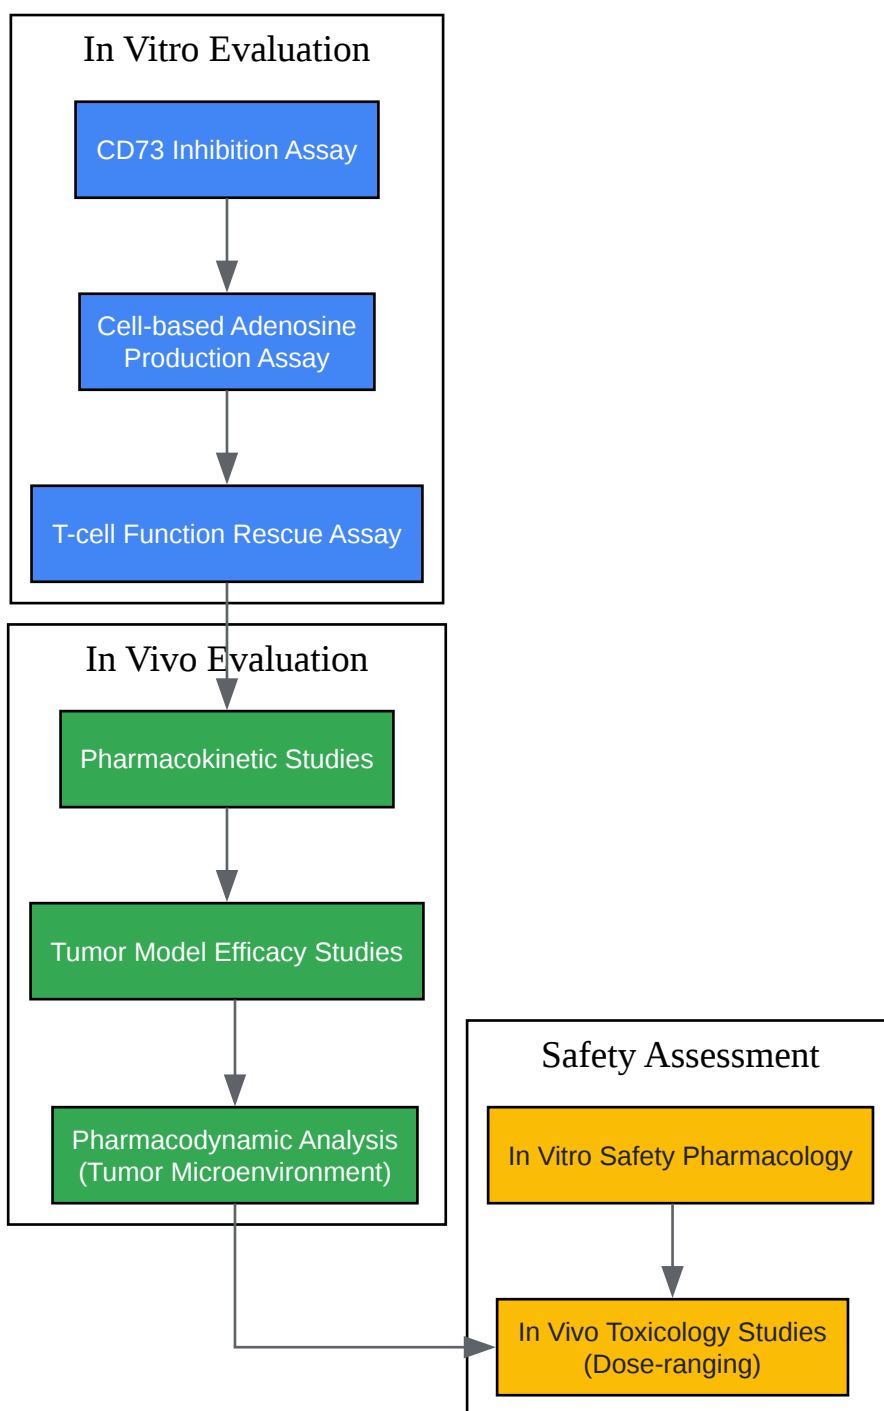 In Vitro Evaluation
CD73 Inhibition Assay
Cell-based Adenosine
Production Assay
T-cell Function Rescue Assay
In Vivo Evaluation
Pharmacokinetic Studies
Tumor Model Efficacy Studies
Pharmacodynamic Analysis
(Tumor Microenvironment)
Safety Assessment
In Vitro Safety Pharmacology
In Vivo Toxicology Studies
(Dose-ranging)